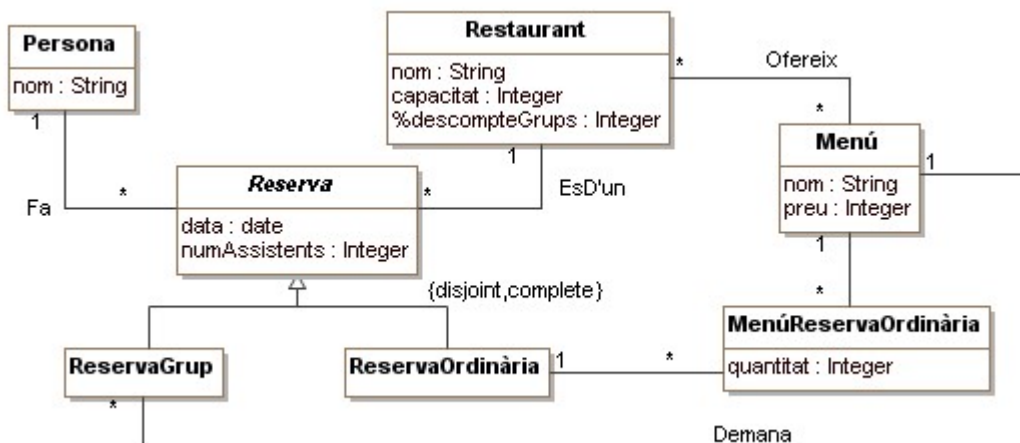 Persona
nom : String
1
*
Fa
Restaurant
nom : String
capacitat : Integer
%descompteGrups : Integer
1
*
Ofereix
*
EsD'un
*
Reserva
data : date
numAssistents : Integer
Menú
nom : String
preu : Integer
1
1
*
{disjoint,complete}
ReservaGrup
*
ReservaOrdinària
1
*
MenúReservaOrdinària
quantitat : Integer
Demana